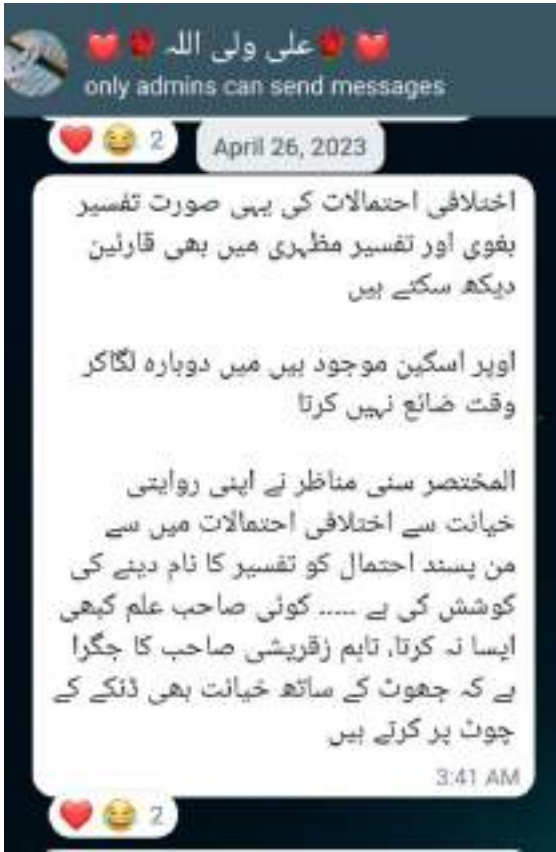 علی ولی اللہ
only admins can send messages
2
April 26, 2023
اختلافی احتمالات کی یہی صورت تفسیر
بغوی اور تفسیر مظہری میں بھی قارئین
دیکھ سکتے ہیں
اوپر اسکین موجود ہیں میں دوبارہ لگاکر
وقت ضائع نہیں کرتا
المختصر سنی مناظر نے اپنی روایتی
خیانت سے اختلافی احتمالات میں سے
من پسند احتمال کو تفسیر کا نام دینے کی
کوشش کی ہے ..... کوئی صاحب علم کبھی
ایسا نہ کرتا، تاہم زقریشی صاحب کا جگرا
ہے کہ جھوٹ کے ساتھ خیانت بھی ڈنکے کے
چوٹ پر کرتے ہیں
3:41 AM
2